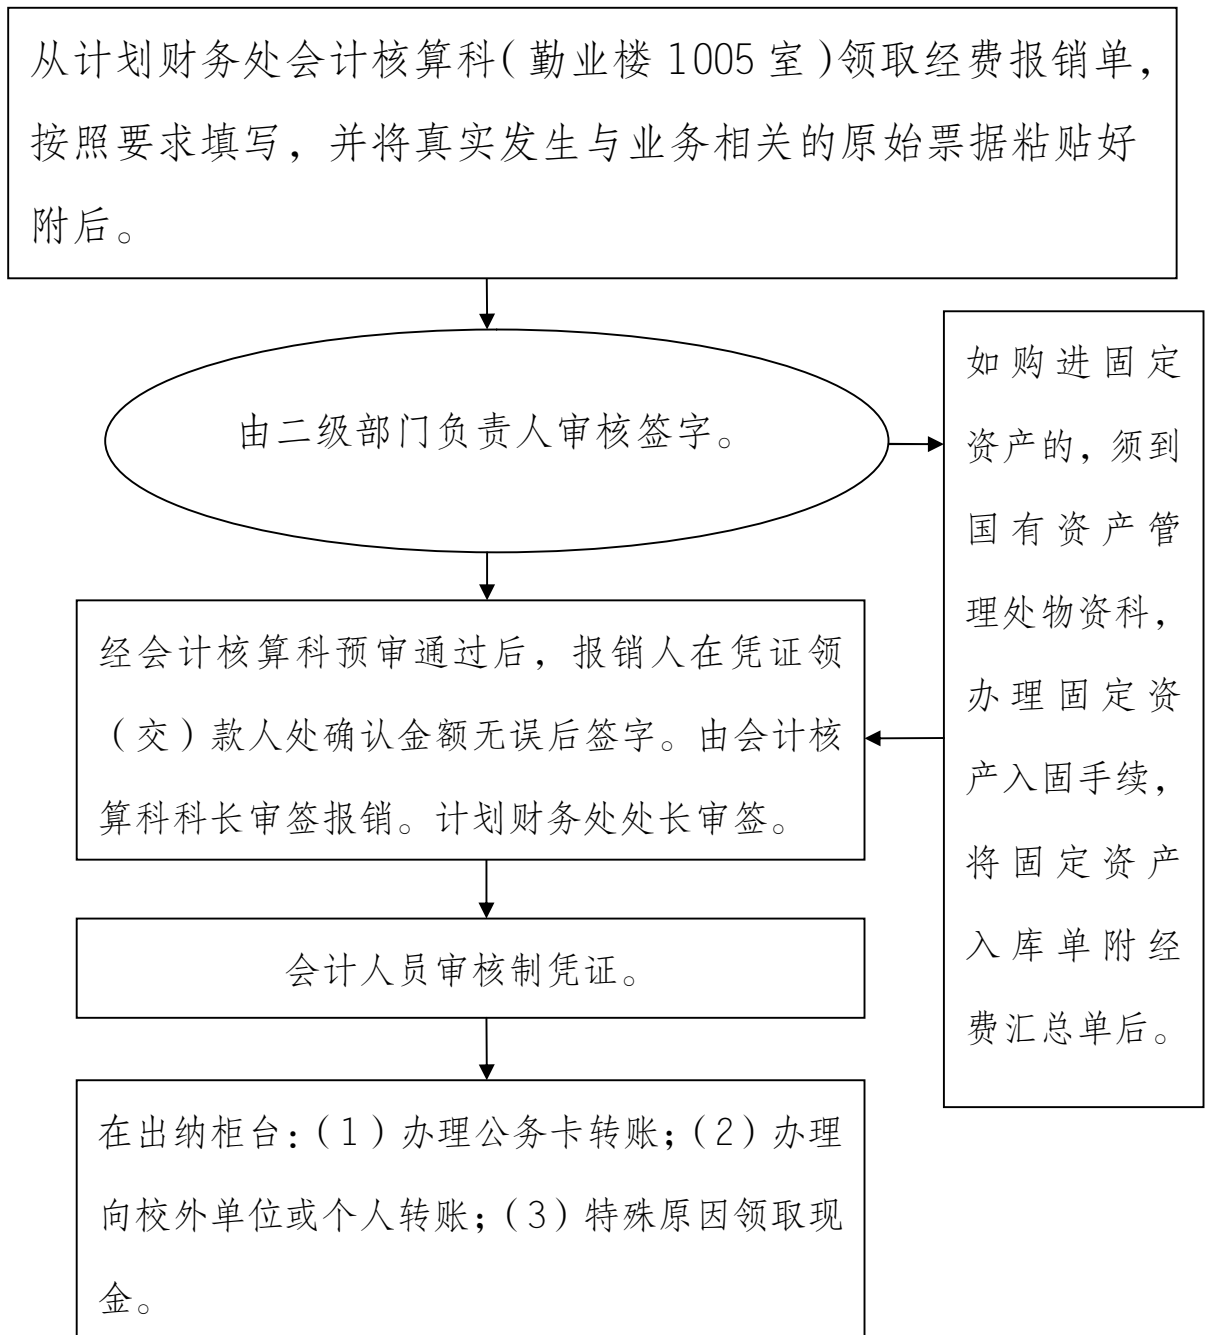 从计划财务处会计核算科(勤业楼 1005 室)领取经费报销单，
按照要求填写，并将真实发生与业务相关的原始票据粘贴好
附后。
由二级部门负责人审核签字。
如购进固定
资产的，须到
国有资产管
理处物资科，
办理固定资
产入固手续，
将固定资产
入库单附经
费汇总单后。
经会计核算科预审通过后，报销人在凭证领
（交）款人处确认金额无误后签字。由会计核
算科科长审签报销。计划财务处处长审签。
会计人员审核制凭证。
在出纳柜台：（1）办理公务卡转账；（2）办理
向校外单位或个人转账；（3）特殊原因领取现
金。